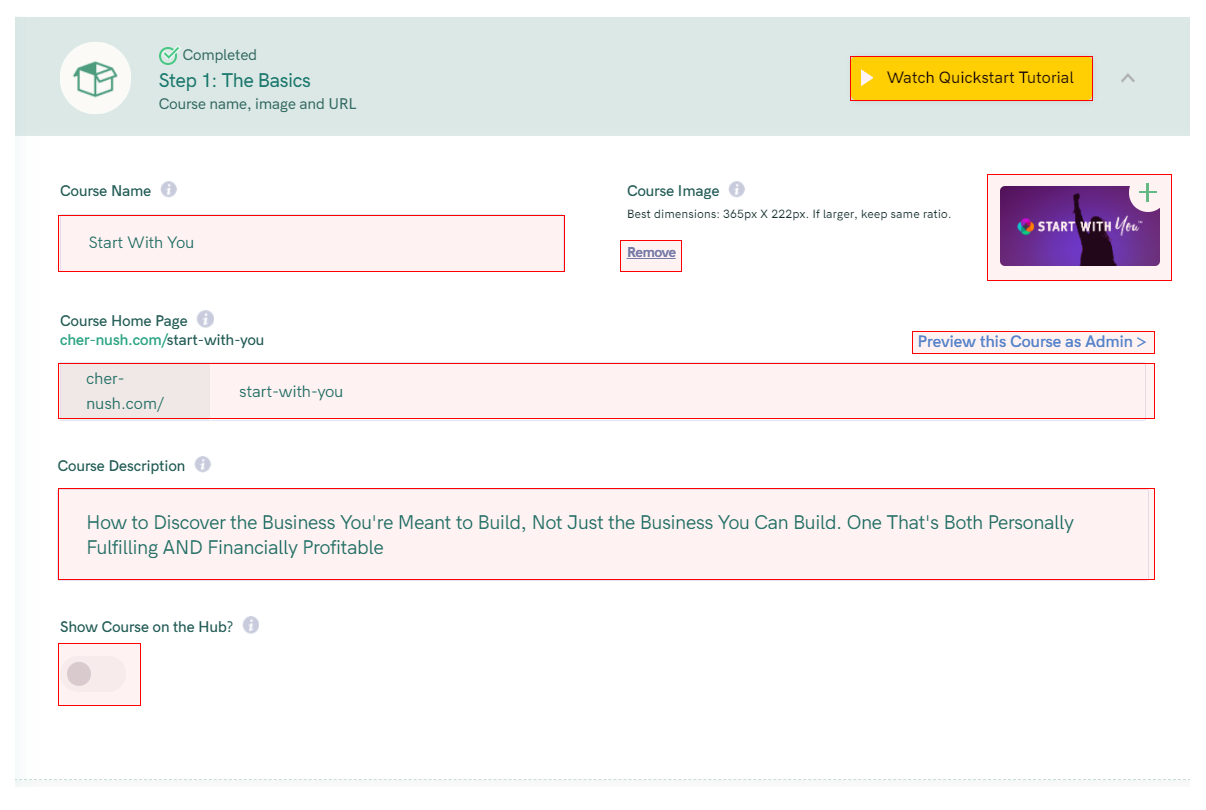 Completed
Step 1: The Basics
Course name, image and URL
Watch Quickstart Tutorial
Course Name
Start With You
Course Image
Best dimensions: 365px X 222px. If larger, keep same ratio.
Remove
START WITH You™
Course Home Page
cher-nush.com/start-with-you
Preview this Course as Admin >
cher-
nush.com/
start-with-you
Course Description
How to Discover the Business You're Meant to Build, Not Just the Business You Can Build. One That's Both Personally
Fulfilling AND Financially Profitable
Show Course on the Hub?